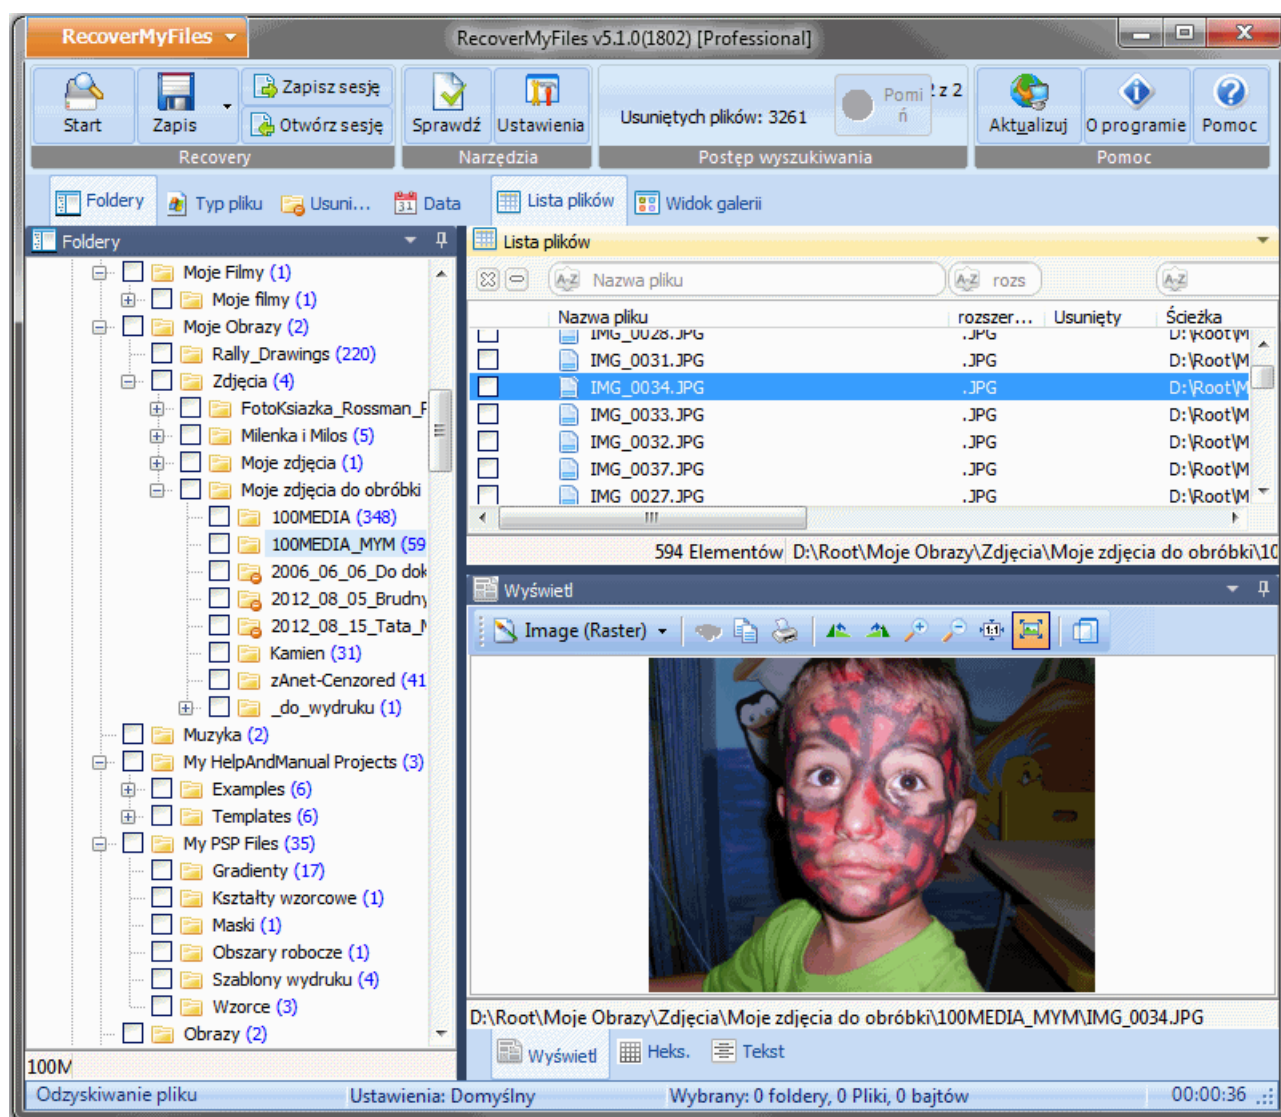 RecoverMyFiles
RecoverMyFiles v5.1.0(1802) [Professional]
Start
Zapis
Zapisz sesję
Otwórz sesję
Recovery
Sprawdź
Ustawienia
Narzędzia
Usuniętych plików: 3261
Pomi
ń
z 2
Postęp wyszukiwania
Aktualizuj
O programie
Pomoc
Pomoc
Foldery
Typ pliku
Usuni...
31
Data
Lista plików
Widok galerii
Foldery
Moje Filmy (1)
Moje filmy (1)
Moje Obrazy (2)
Rally_Drawings (220)
Zdjęcia (4)
FotoKsiazka_Rossman_F
Milenka i Milos (5)
Moje zdjęcia (1)
Moje zdjęcia do obróbki
100MEDIA (348)
100MEDIA_MYM (59
2006_06_06_Do dok
2012_08_05_Brudny
2012_08_15_Tata_M
Kamien (31)
zAnet-Cenzored (41
_do_wydruku (1)
Muzyka (2)
My HelpAndManual Projects (3)
Examples (6)
Templates (6)
My PSP Files (35)
Gradienty (17)
Kształty wzorcowe (1)
Maski (1)
Obszary robocze (1)
Szablony wydruku (4)
Wzorce (3)
Obrazy (2)
100M
Lista plików
A-Z Nazwa pliku A-Z rozs A-Z
Nazwa pliku rozszer... Usunięty Ścieżka
IMG_0028.JPG .JPG D:\Root\M
IMG_0031.JPG .JPG D:\Root\M
IMG_0034.JPG .JPG D:\Root\M
IMG_0033.JPG .JPG D:\Root\M
IMG_0032.JPG .JPG D:\Root\M
IMG_0037.JPG .JPG D:\Root\M
IMG_0027.JPG .JPG D:\Root\M
594 Elementów D:\Root\Moje Obrazy\Zdjęcia\Moje zdjęcia do obróbki\10
Wyświetl
Image (Raster)
1:1
D:\Root\Moje Obrazy\Zdjęcia\Moje zdjęcia do obróbki\100MEDIA_MYM\IMG_0034.JPG
Wyświetl
Heks.
Tekst
Odzyskiwanie pliku
Ustawienia: Domyślny
Wybrany: 0 foldery, 0 Pliki, 0 bajtów
00:00:36